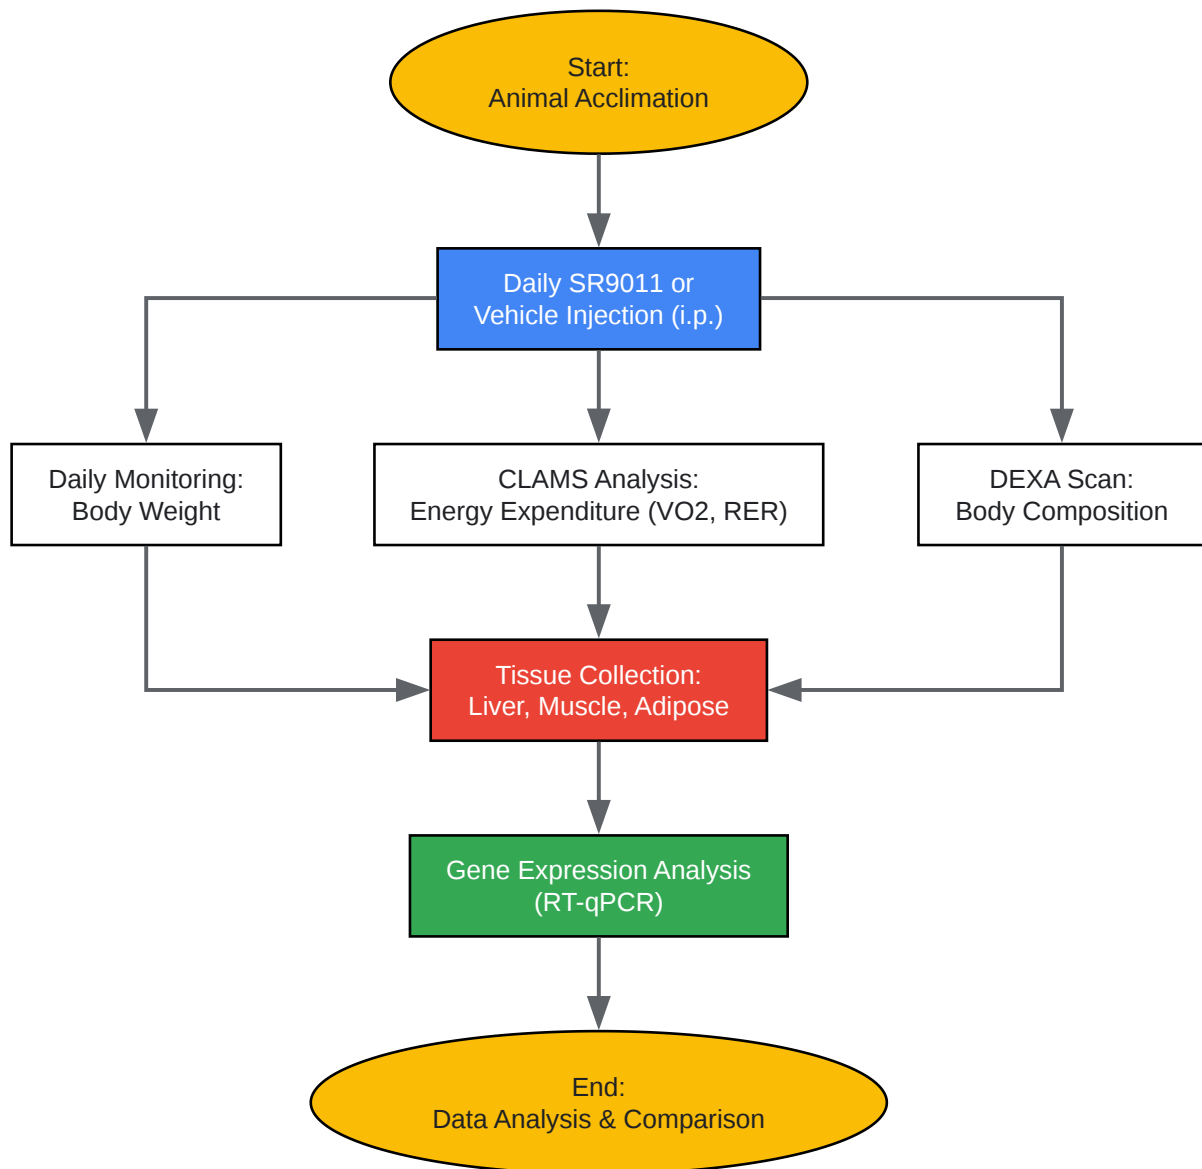 Start:
Animal Acclimation
Daily SR9011 or
Vehicle Injection (i.p.)
Daily Monitoring:
Body Weight
CLAMS Analysis:
Energy Expenditure (VO2, RER)
DEXA Scan:
Body Composition
Tissue Collection:
Liver, Muscle, Adipose
Gene Expression Analysis
(RT-qPCR)
End:
Data Analysis & Comparison